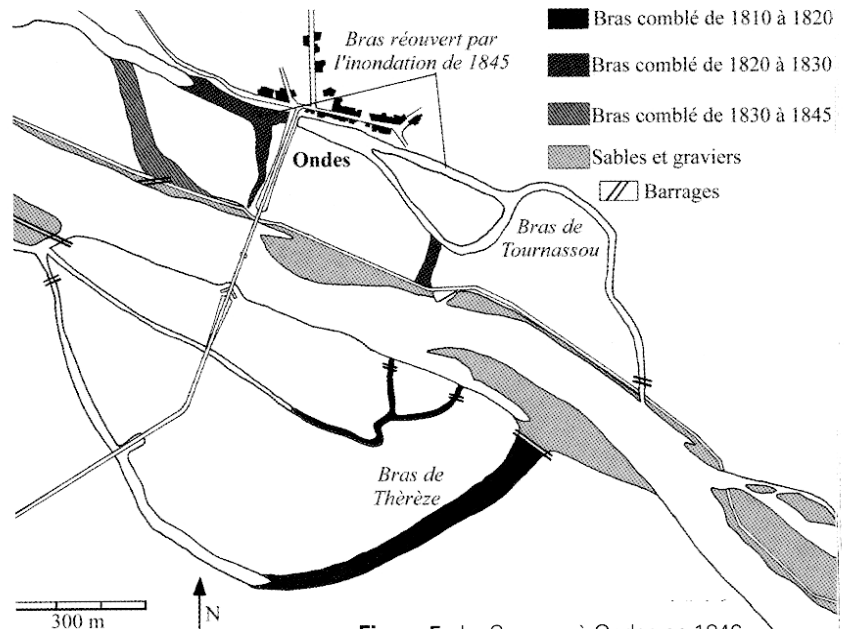 Bras comblé de 1810 à 1820
Bras réouvert par
l'inondation de 1845
Bras comblé de 1820 à 1830
Bras comblé de 1830 à 1845
Sables et graviers
Barrages
Ondes
Bras de
Tournassou
Bras de
Thèrèze
300 m
N